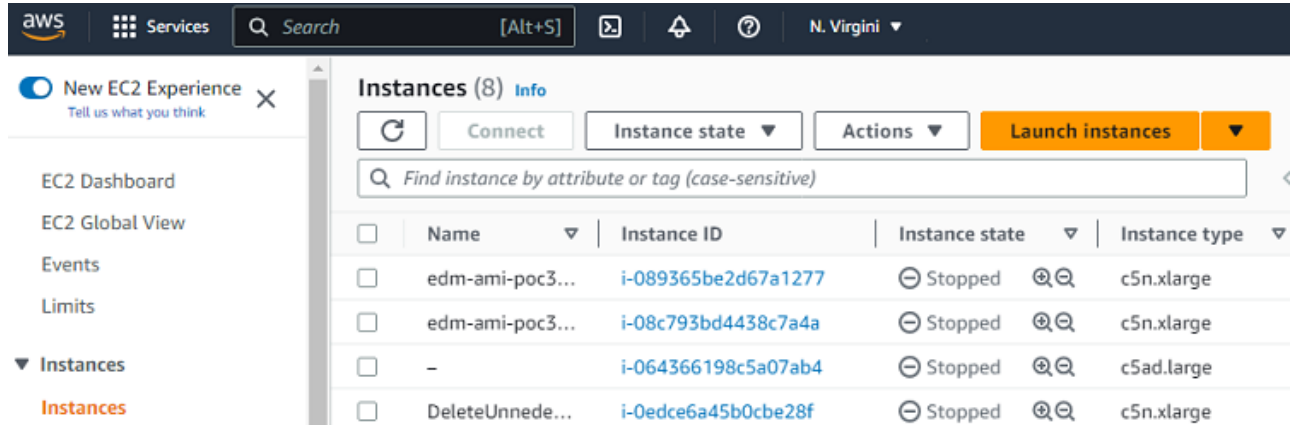 aws Services Search [Alt+S] N. Virgini
New EC2 Experience
Tell us what you think
EC2 Dashboard
EC2 Global View
Events
Limits
Instances
Instances
Instances (8) Info
Connect Instance state Actions Launch instances
Find instance by attribute or tag (case-sensitive)
Name Instance ID Instance state Instance type
edm-ami-poc3... i-089365be2d67a1277 Stopped c5n.xlarge
edm-ami-poc3... i-08c793bd4438c7a4a Stopped c5n.xlarge
– i-064366198c5a07ab4 Stopped c5ad.large
DeleteUnnede... i-0edce6a45b0cbe28f Stopped c5n.xlarge